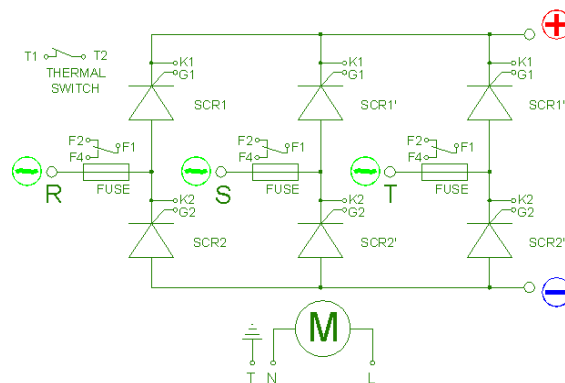 K1 K1 K1
T1 T2 G1 G1 G1
THERMAL
SWITCH
SCR1 SCR1' SCR1'
F2 F1 F2 F1 F2 F1
F4 F4 F4
R FUSE S FUSE T FUSE
K2 K2 K2
G2 G2 G2
SCR2 SCR2' SCR2'
M
T N L